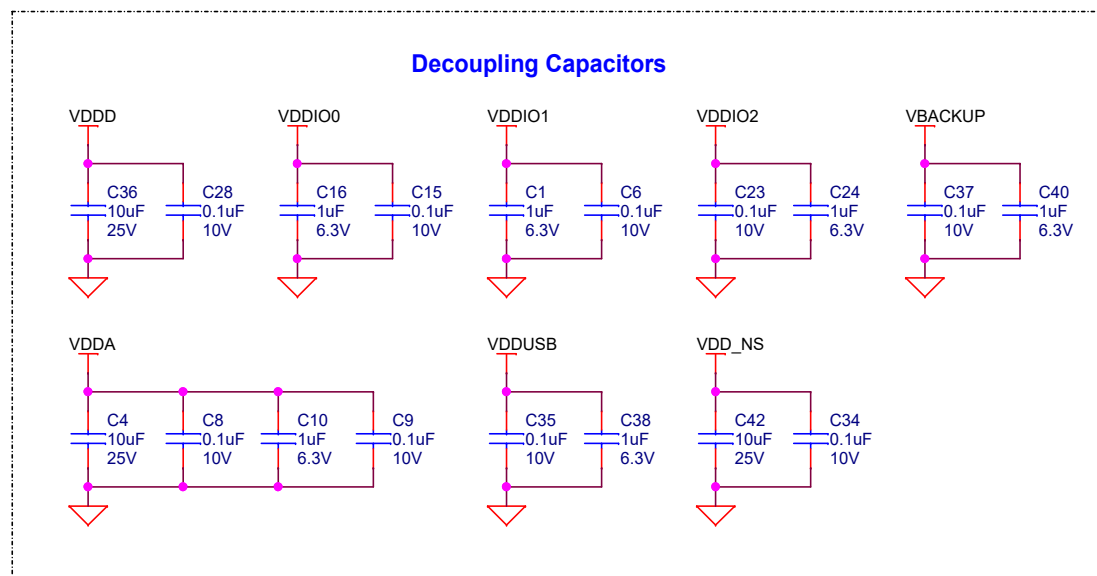 Decoupling Capacitors
VDDD
C36
10uF
25V
C28
0.1uF
10V
VDDIO0
C16
1uF
6.3V
C15
0.1uF
10V
VDDIO1
C1
1uF
6.3V
C6
0.1uF
10V
VDDIO2
C23
0.1uF
10V
C24
1uF
6.3V
VBACKUP
C37
0.1uF
10V
C40
1uF
6.3V
VDDA
C4
10uF
25V
C8
0.1uF
10V
C10
1uF
6.3V
C9
0.1uF
10V
VDDUSB
C35
0.1uF
10V
C38
1uF
6.3V
VDD_NS
C42
10uF
25V
C34
0.1uF
10V